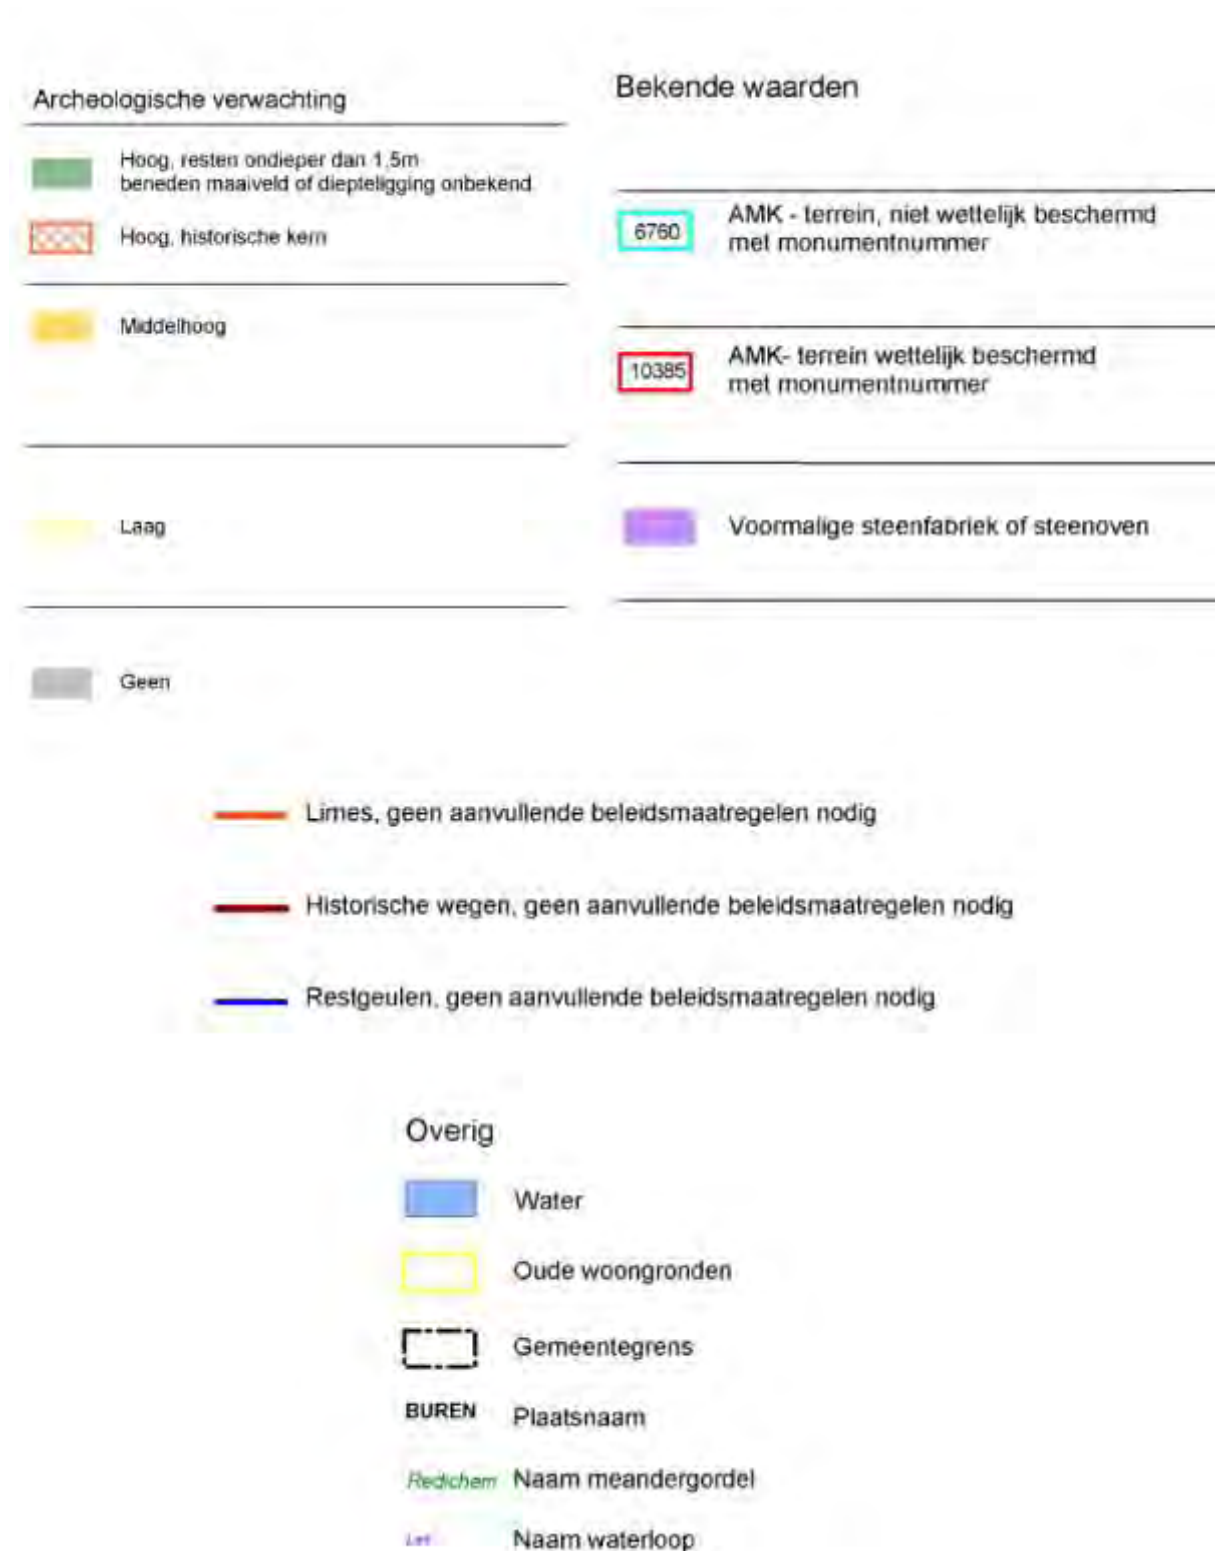 Archeologische verwachting
Hoog, resten ondieper dan 1,5m
beneden maaiveld of diepteligging onbekend
Hoog, historische kern
Middelhoog
Laag
Geen
Bekende waarden
6760
AMK - terrein, niet wettelijk beschermd
met monumentnummer
10385
AMK- terrein wettelijk beschermd
met monumentnummer
Voormalige steenfabriek of steenoven
Limes, geen aanvullende beleidsmaatregelen nodig
Historische wegen, geen aanvullende beleidsmaatregelen nodig
Restgeulen, geen aanvullende beleidsmaatregelen nodig
Overig
Water
Oude woongronden
Gemeentegrens
BUREN Plaatsnaam
Redichem Naam meandergordel
Naam waterloop